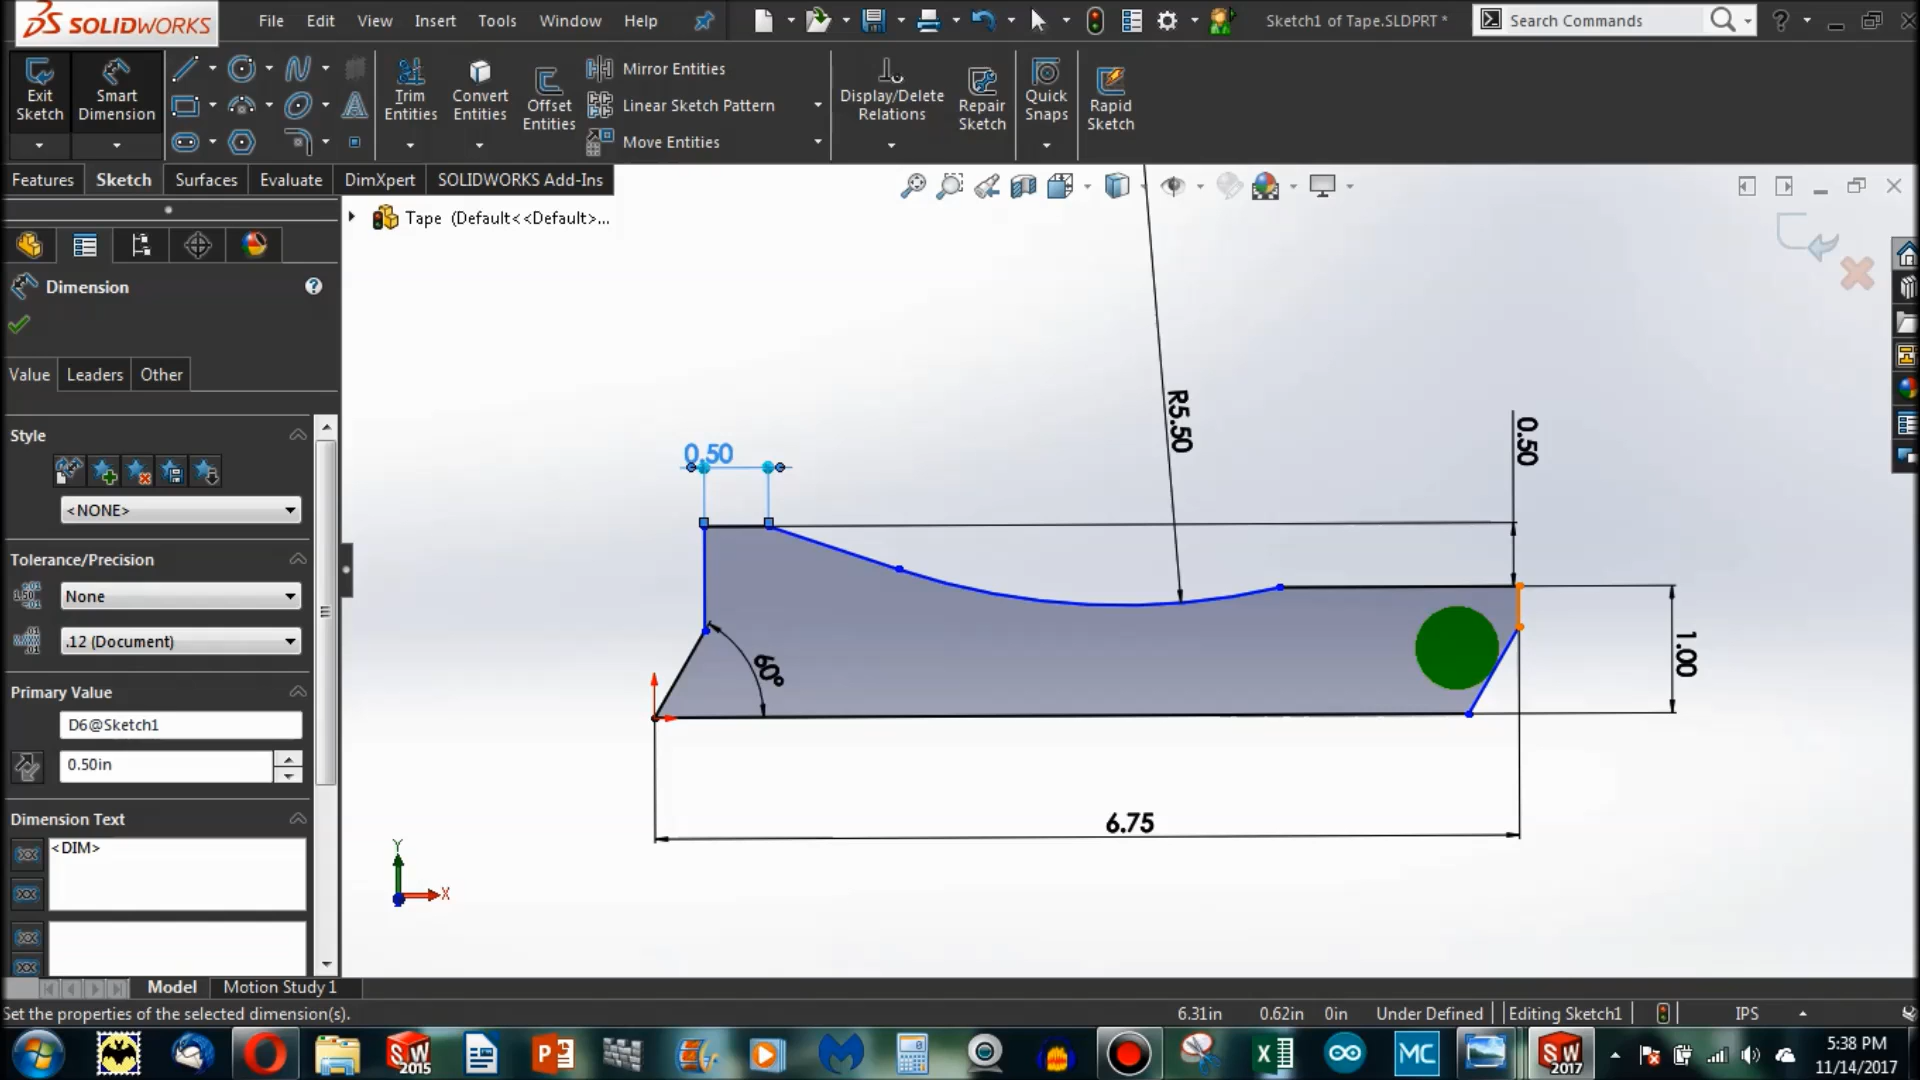 SOLIDWORKS File Edit View Insert Tools Window Help Sketch1 of Tape.SLDPRT * Search Commands
Exit Sketch Smart Dimension Trim Entities Convert Entities Offset Entities Mirror Entities Display/Delete Relations Repair Sketch Quick Snaps Rapid Sketch
Linear Sketch Pattern
Move Entities
Features Sketch Surfaces Evaluate DimXpert SOLIDWORKS Add-Ins
Tape (Default<<Default>...
Dimension
Value Leaders Other
Style
<NONE>
Tolerance/Precision
None
.12 (Document)
Primary Value
D6@Sketch1
0.50in
Dimension Text
<DIM>
0.50
R5.50
0.50
60°
1.00
6.75
Y
X
Model Motion Study 1
Set the properties of the selected dimension(s). 6.31in 0.62in 0in Under Defined Editing Sketch1 IPS
SW 2015
MC
SW 2017
5:38 PM
11/14/2017